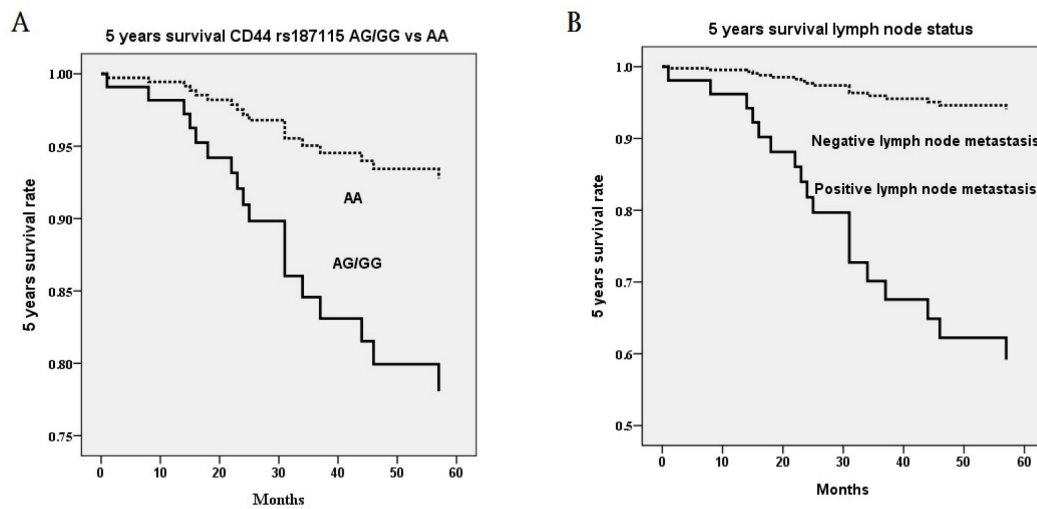 A
5 years survival CD44 rs187115 AG/GG vs AA
5 years survival rate
1.00
0.95
0.90
0.85
0.80
0.75
AA
AG/GG
0 10 20 30 40 50 60
Months
B
5 years survival lymph node status
5 years survival rate
1.0
0.9
0.8
0.7
0.6
0.5
Negative lymph node metastasis
Positive lymph node metastasis
0 10 20 30 40 50 60
Months